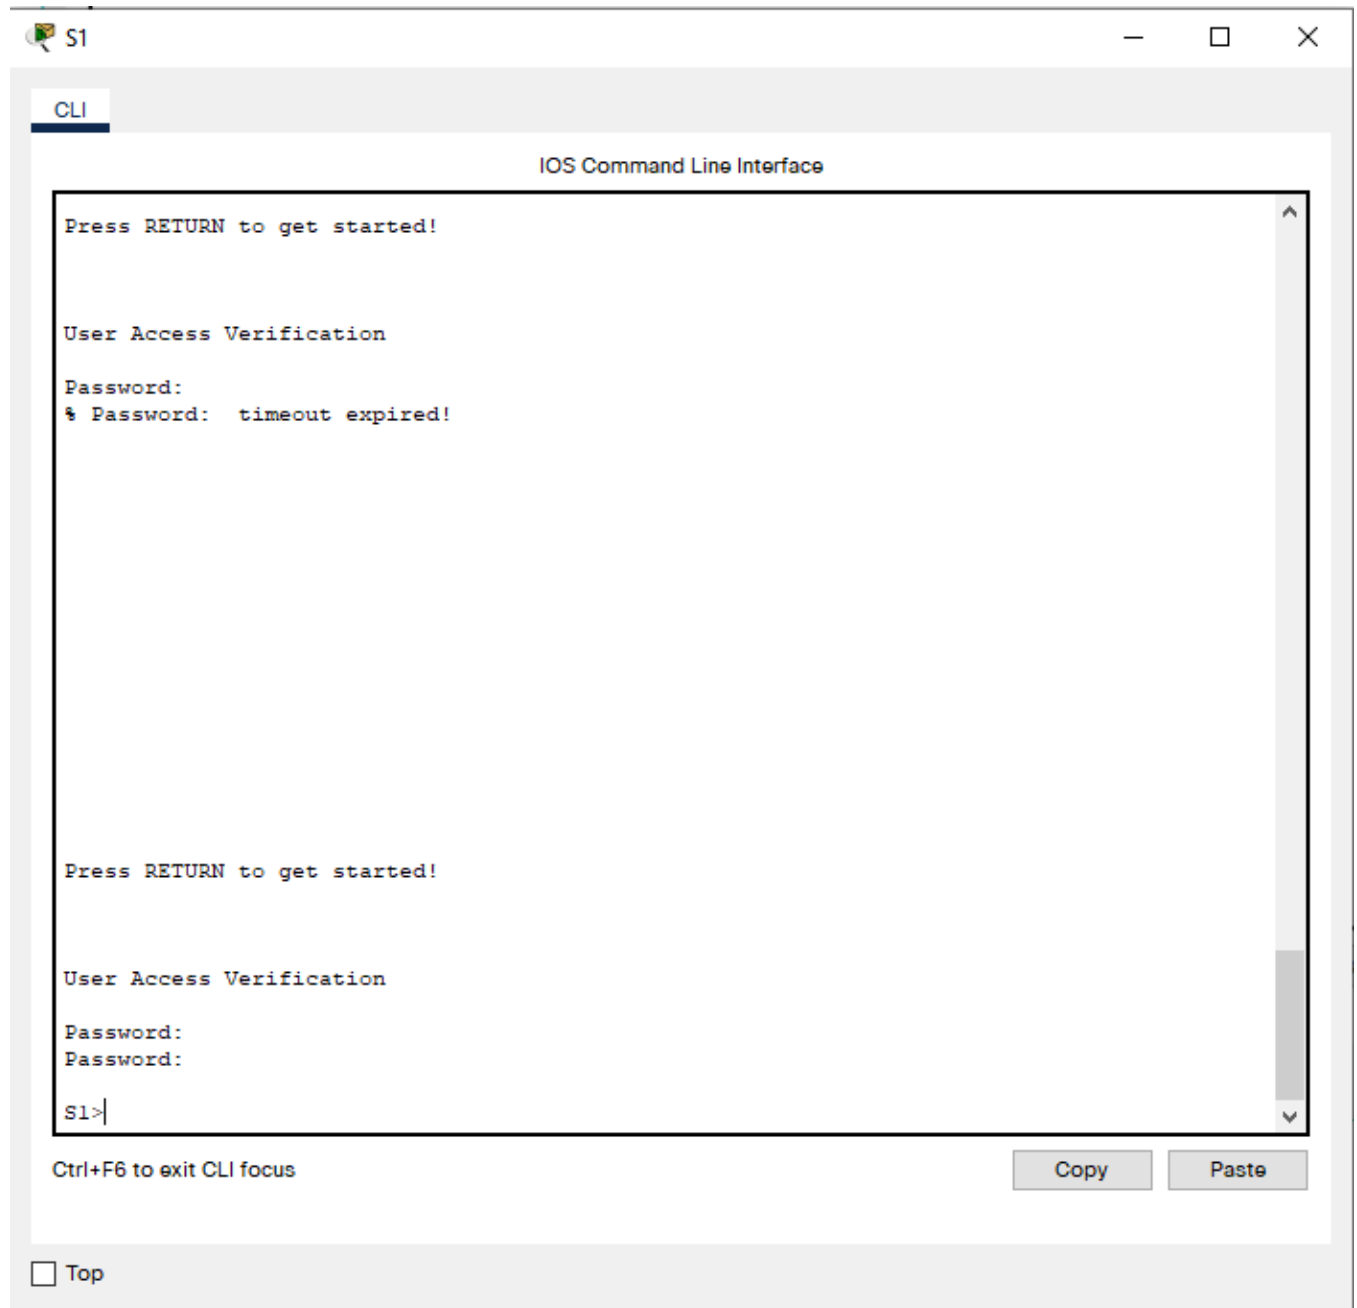 S1
CLI
IOS Command Line Interface
Press RETURN to get started!
User Access Verification
Password:
% Password:  timeout expired!
Press RETURN to get started!
User Access Verification
Password:
Password:
S1>
Ctrl+F6 to exit CLI focus
Copy
Paste
Top